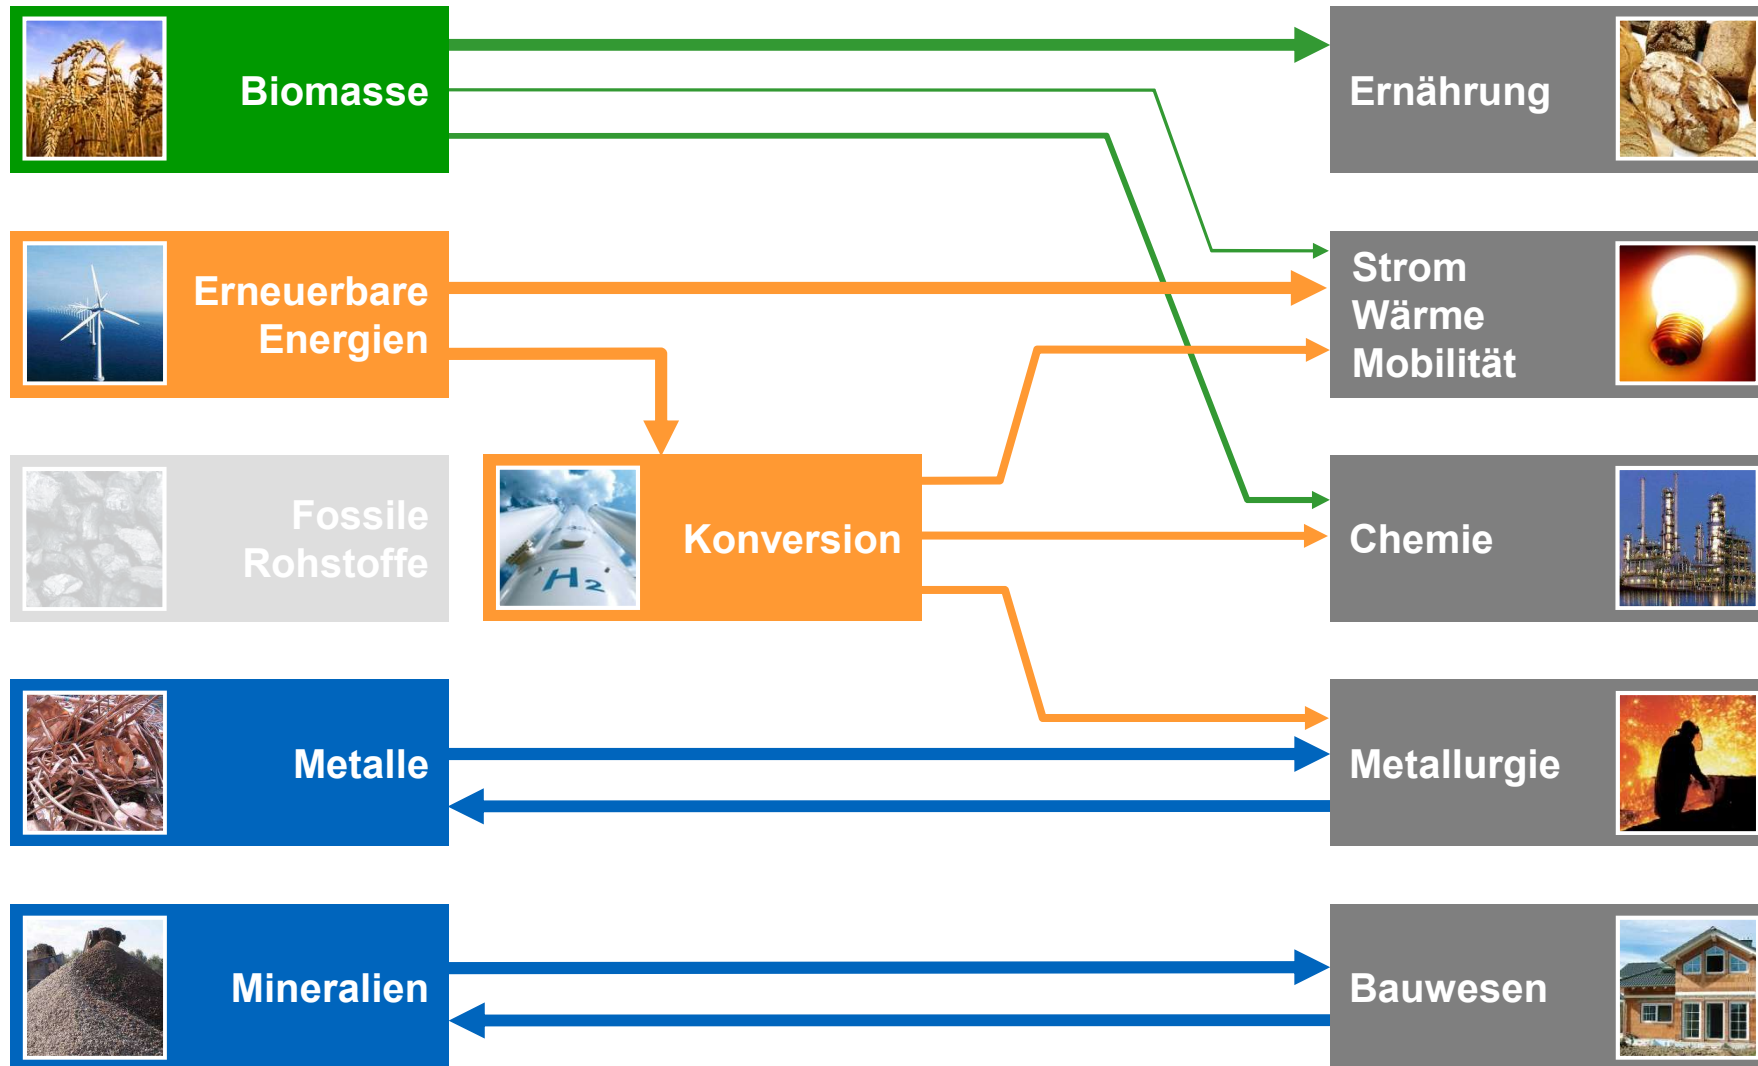 Biomasse
Ernährung
Erneuerbare
Energien
Strom
Wärme
Mobilität
Fossile
Rohstoffe
H2
Konversion
Chemie
Metalle
Metallurgie
Mineralien
Bauwesen